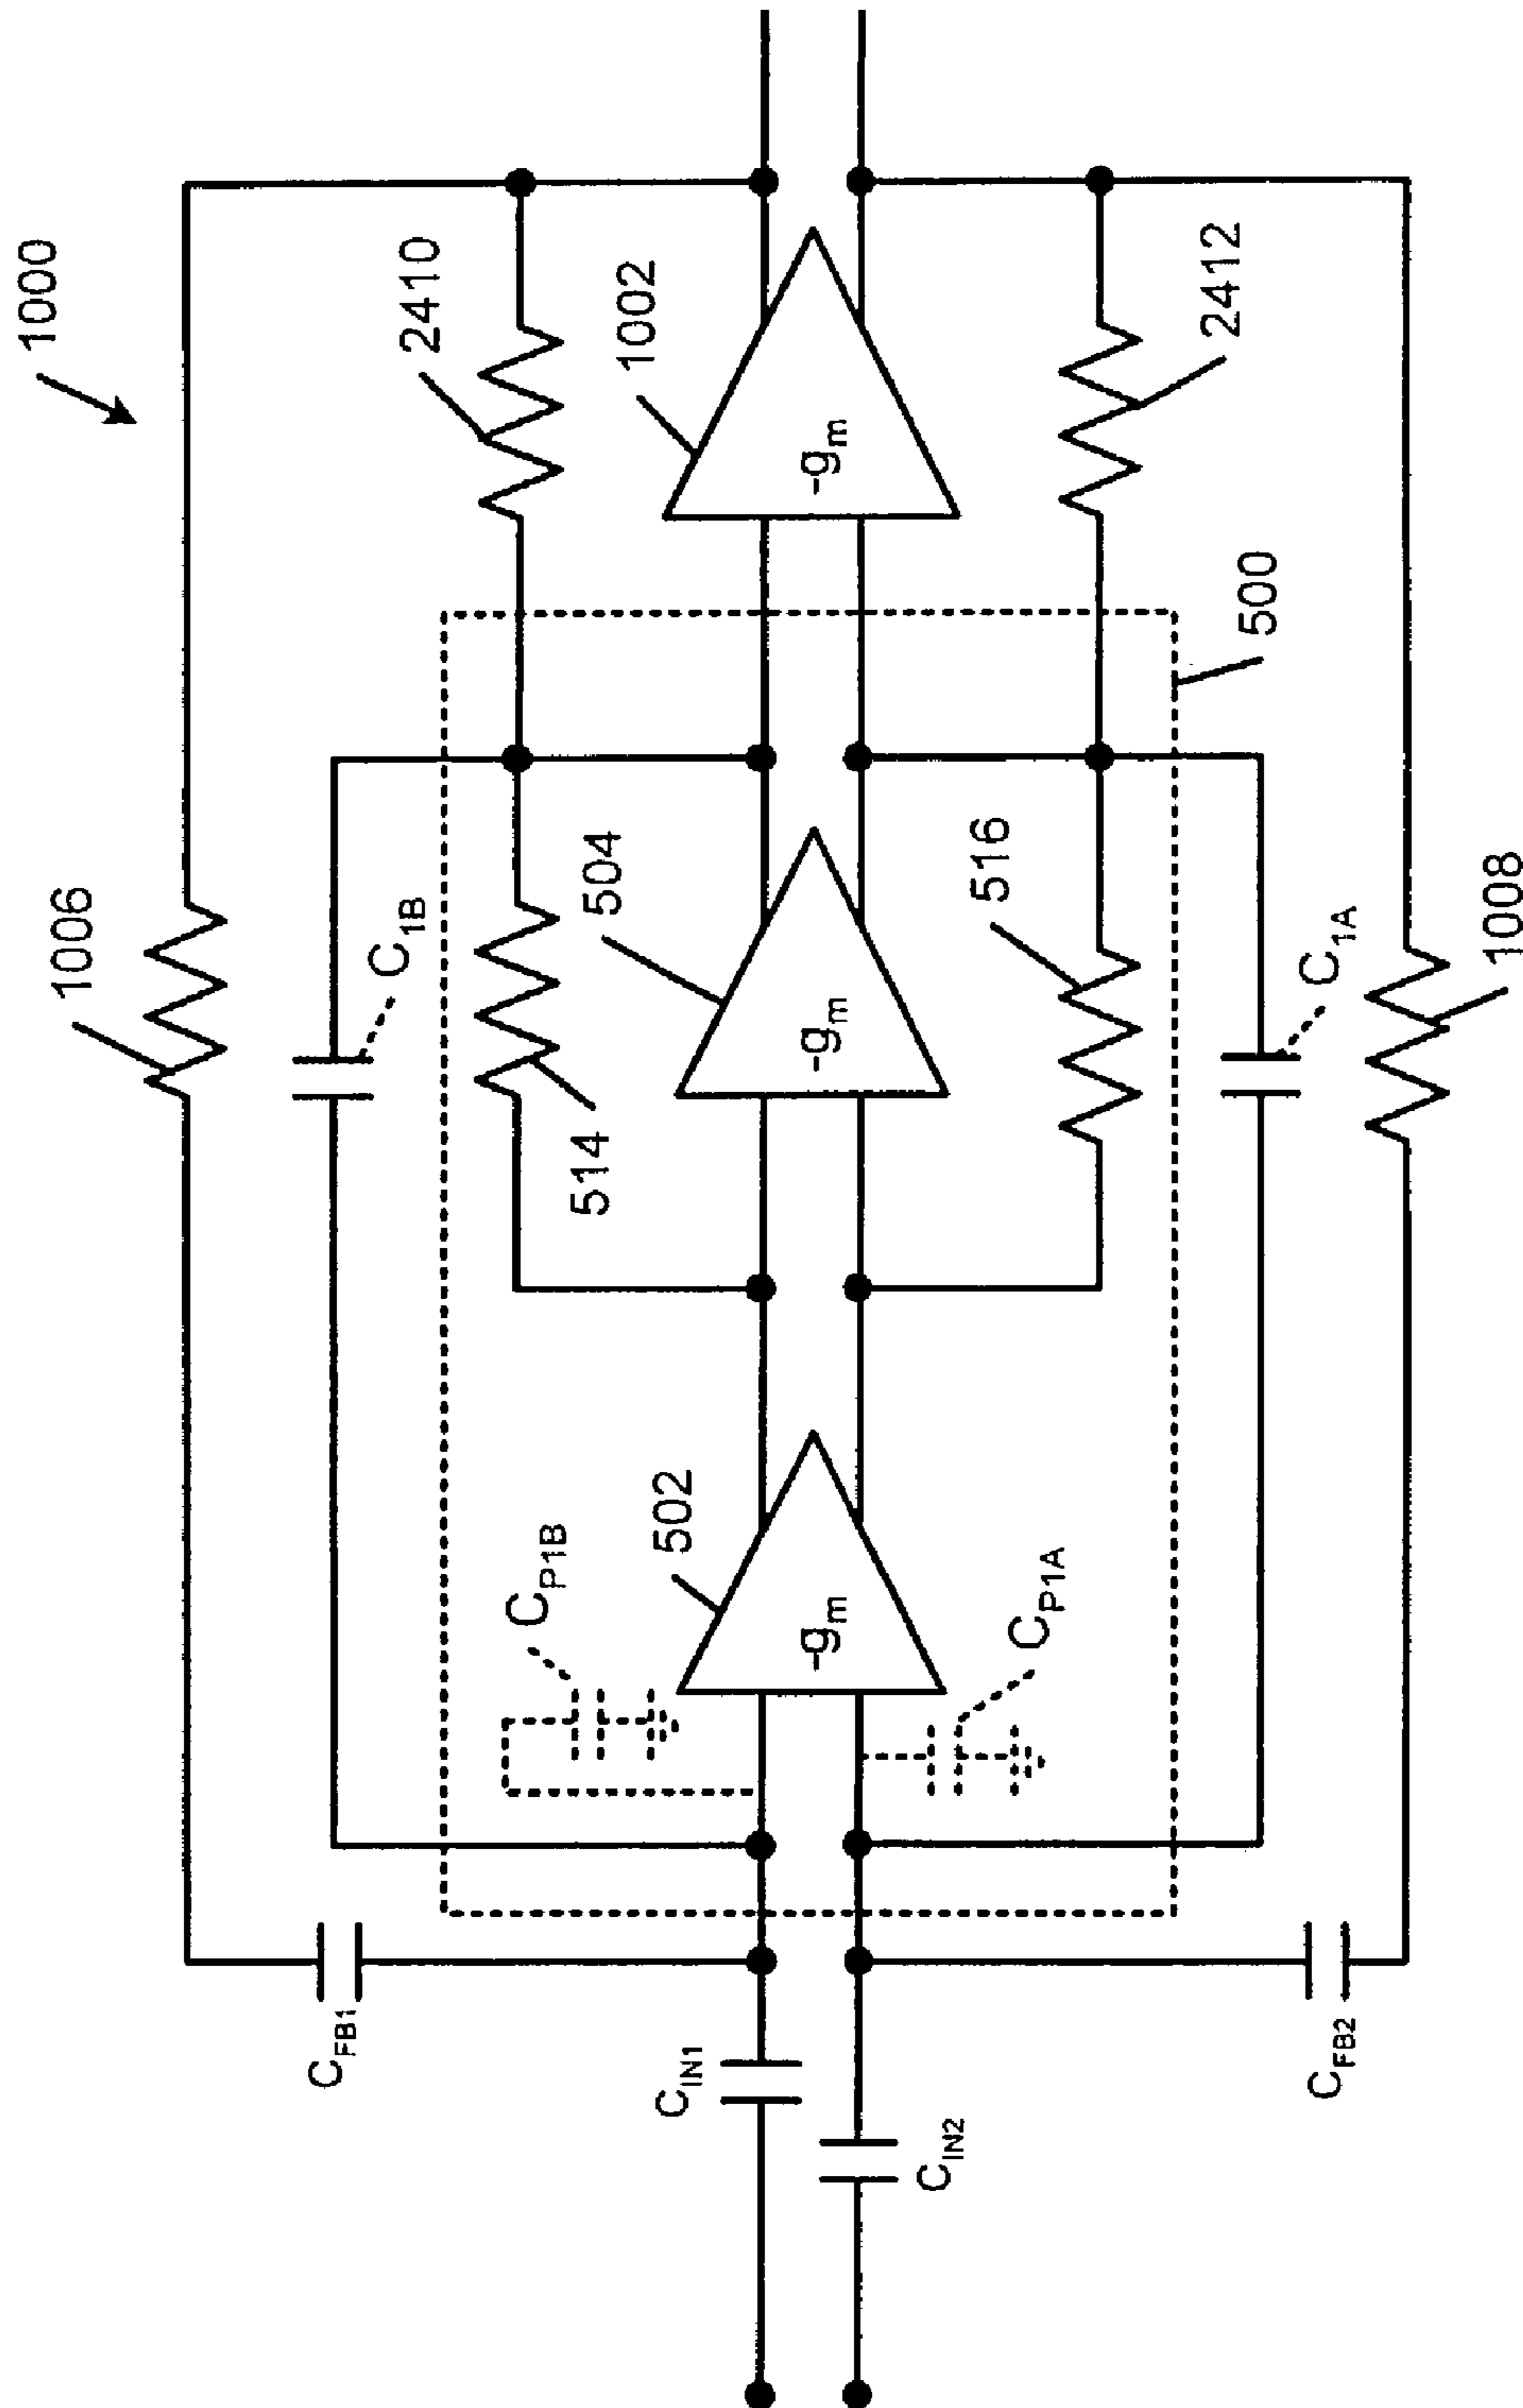 1000
1006
C1B
2410
514
504
1002
CP1B
502
-gm
-gm
-gm
CP1A
516
2412
500
C1A
1008
CFB1
CIN1
CIN2
CFB2